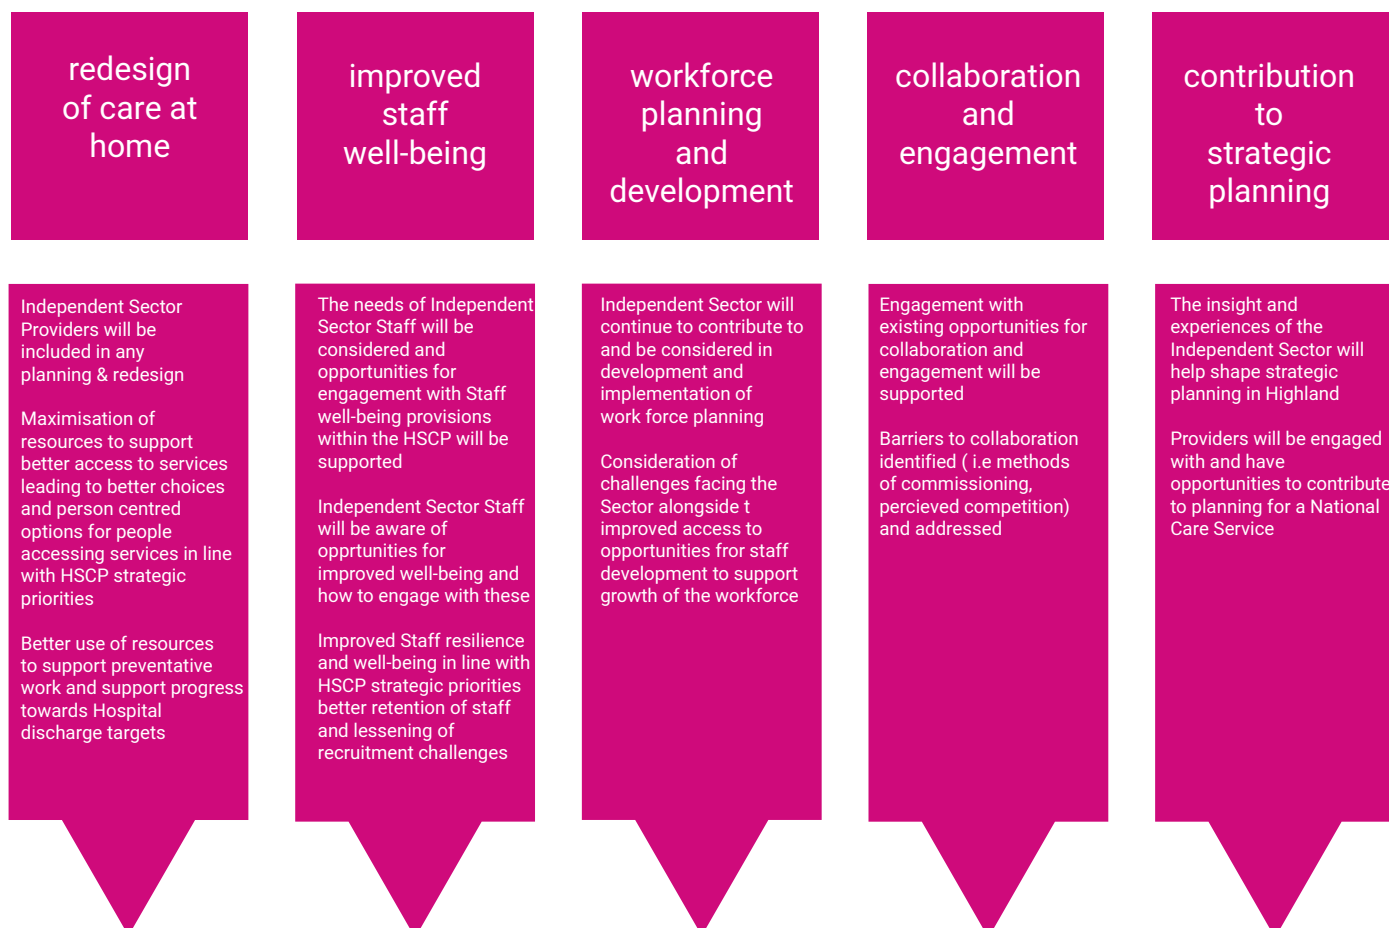 redesign
of care at
home
improved
staff
well-being
workforce
planning
and
development
collaboration
and
engagement
contribution
to
strategic
planning
Independent Sector
Providers will be
included in any
planning & redesign
Maximisation of
resources to support
better access to services
leading to better choices
and person centred
options for people
accessing services in line
with HSCP strategic
priorities
Better use of resources
to support preventative
work and support progress
towards Hospital
discharge targets
The needs of Independent
Sector Staff will be
considered and
opportunities for
engagement with Staff
well-being provisions
within the HSCP will be
supported
Independent Sector Staff
will be aware of
opprtunities for
improved well-being and
how to engage with these
Improved Staff resilience
and well-being in line with
HSCP strategic priorities
better retention of staff
and lessening of
recruitment challenges
Independent Sector will
continue to contribute to
and be considered in
development and
implementation of
work force planning
Consideration of
challenges facing the
Sector alongside t
improved access to
opportunities fror staff
development to support
growth of the workforce
Engagement with
existing opportunities for
collaboration and
engagement will be
supported
Barriers to collaboration
identified ( i.e methods
of commissioning,
percieved competition)
and addressed
The insight and
experiences of the
Independent Sector will
help shape strategic
planning in Highland
Providers will be engaged
with and have
opportunities to contribute
to planning for a National
Care Service